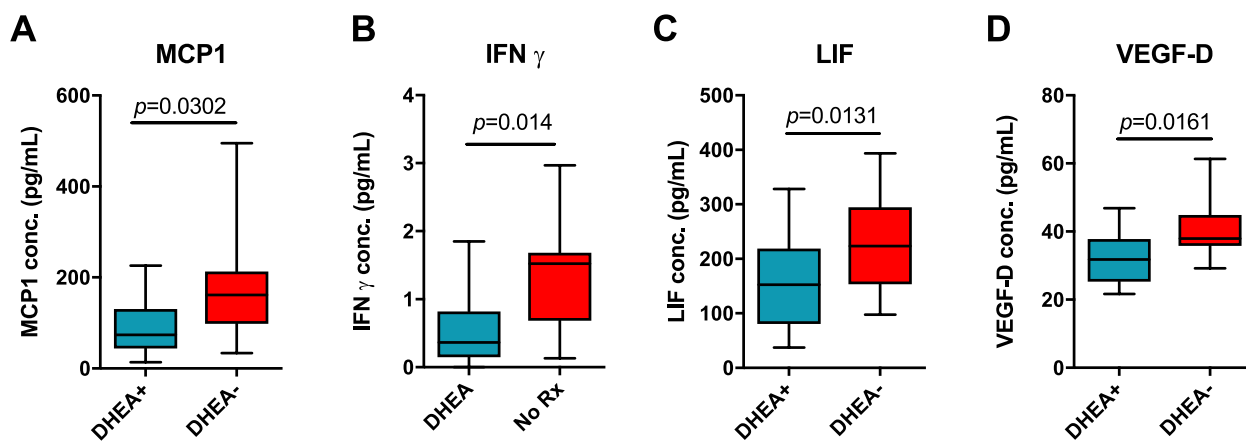 A
MCP1
MCP1 conc. (pg/mL)
600
400
200
0
p=0.0302
DHEA+
DHEA-
B
IFN γ
IFN γ conc. (pg/mL)
4
3
2
1
0
p=0.014
DHEA
No Rx
C
LIF
LIF conc. (pg/mL)
500
400
300
200
100
0
p=0.0131
DHEA+
DHEA-
D
VEGF-D
VEGF-D conc. (pg/mL)
80
60
40
20
0
p=0.0161
DHEA+
DHEA-